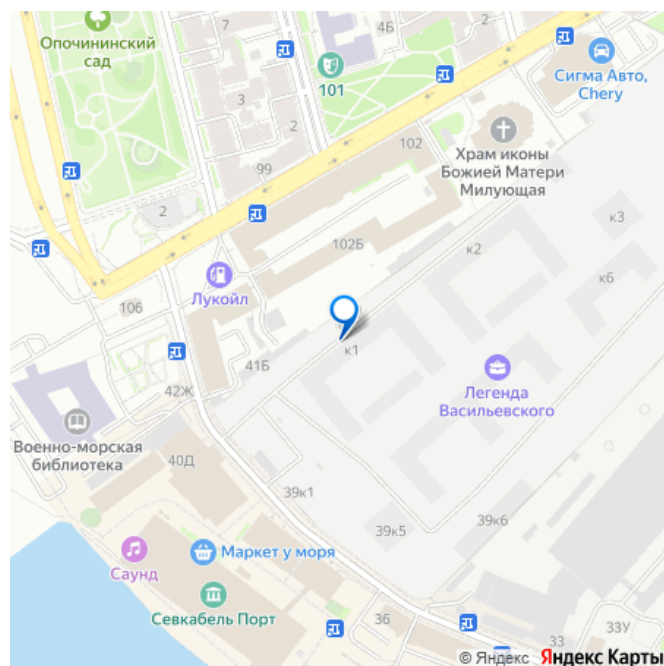 Опочининский
сад
7
4Б
101
3
2
Сигма Авто,
Chery
99
102
Храм иконы
Божией Матери
Милующая
2
к3
102Б
к2
Лукойл
к6
106
к1
41Б
Легенда
Васильевского
42Ж
Военно-морская
библиотека
40Д
39к1
39к6
39к5
Маркет у моря
Саунд
Севкабель Порт
36
33У
33
© Яндекс Яндекс Карты